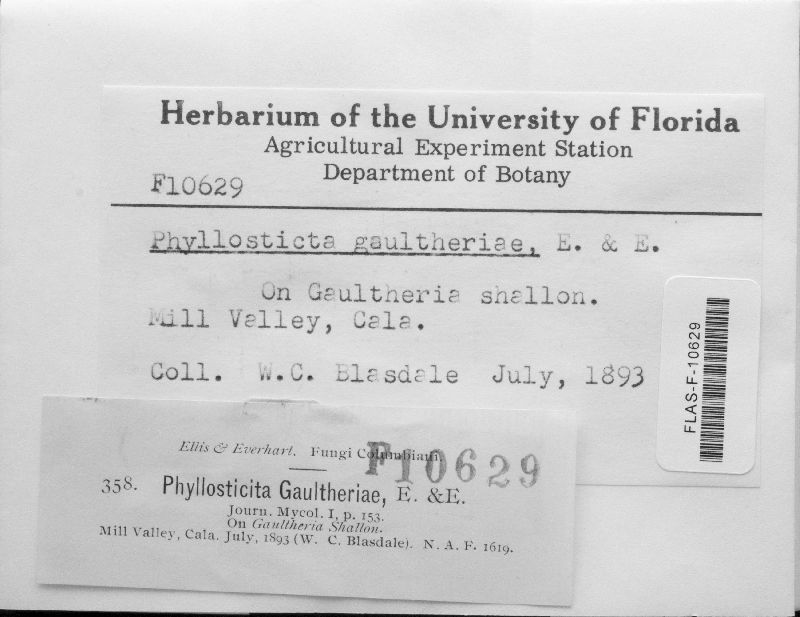 Herbarium of the University of Florida
Agricultural Experiment Station
Department of Botany
F10629
Phyllosticta gaultheriae, E. & E.
On Gaultheria shallon.
Mill Valley, Cala.
Coll. W.C. Blasdale July, 1893
FLAS-F-10629
Ellis & Everhart. Fungi Columbiani.
F10629
358. Phyllosticita Gaultheriae, E. &E.
Journ. Mycol. I, p. 153.
On Gaultheria Shallon.
Mill Valley, Cala. July, 1893 (W. C. Blasdale). N. A. F. 1619.